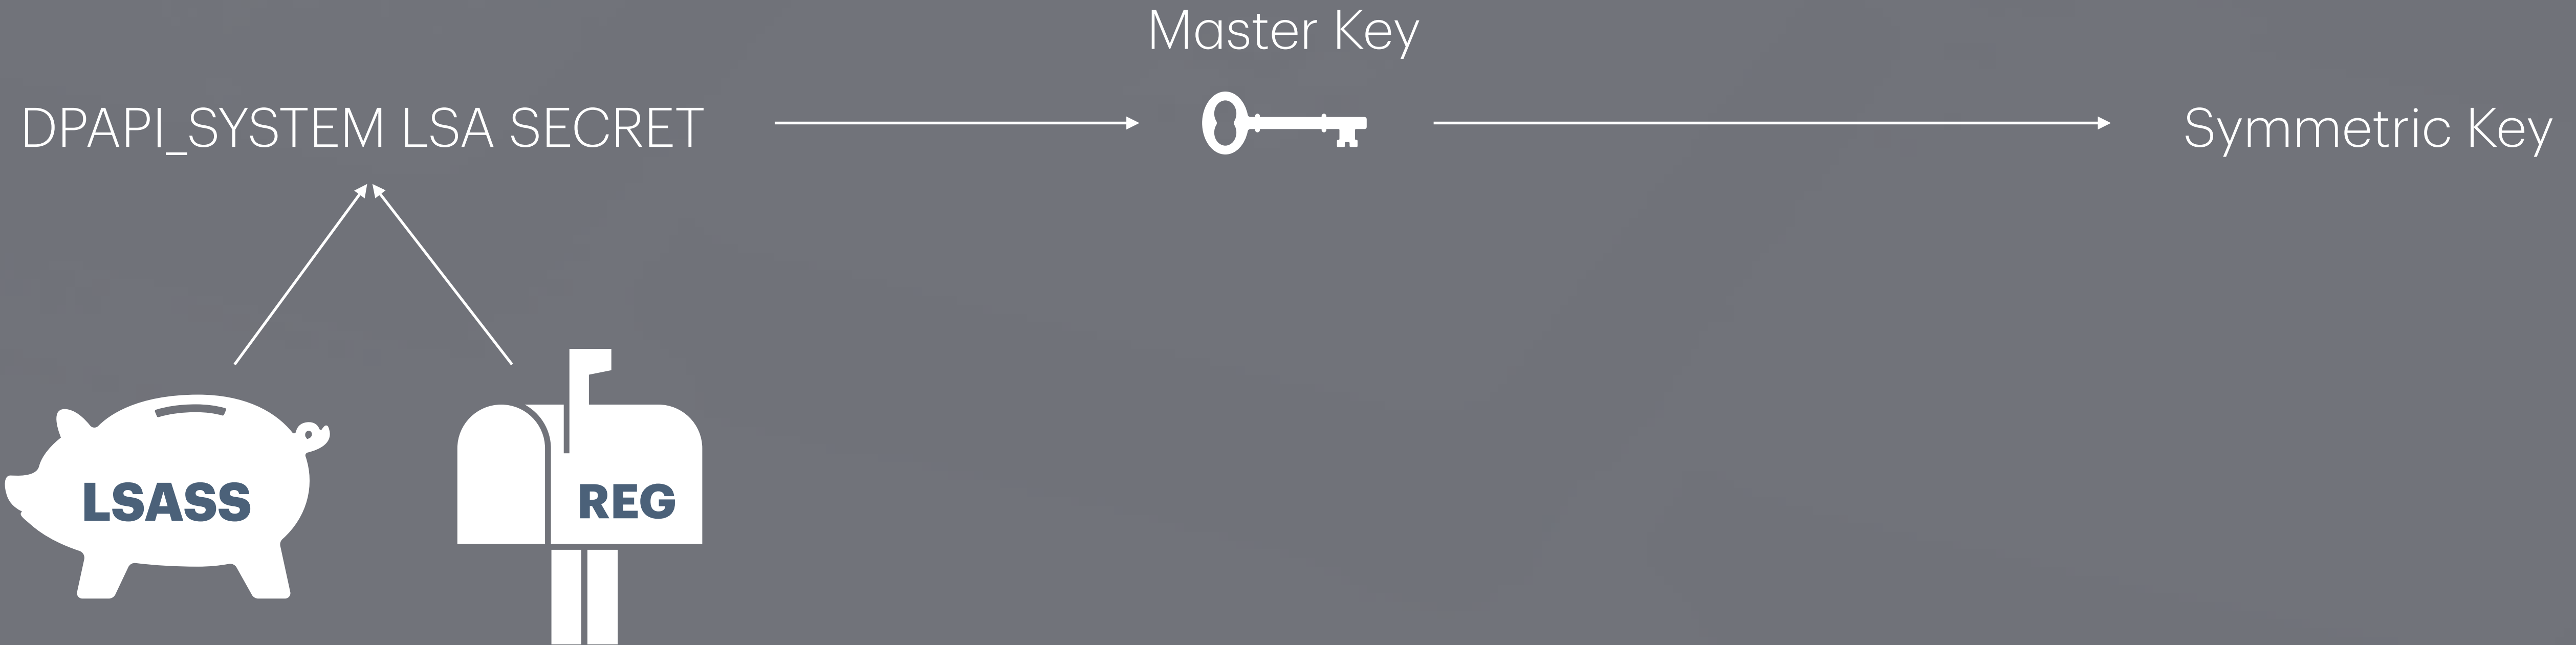 Master Key
DPAPI_SYSTEM LSA SECRET
Symmetric Key
LSASS
REG